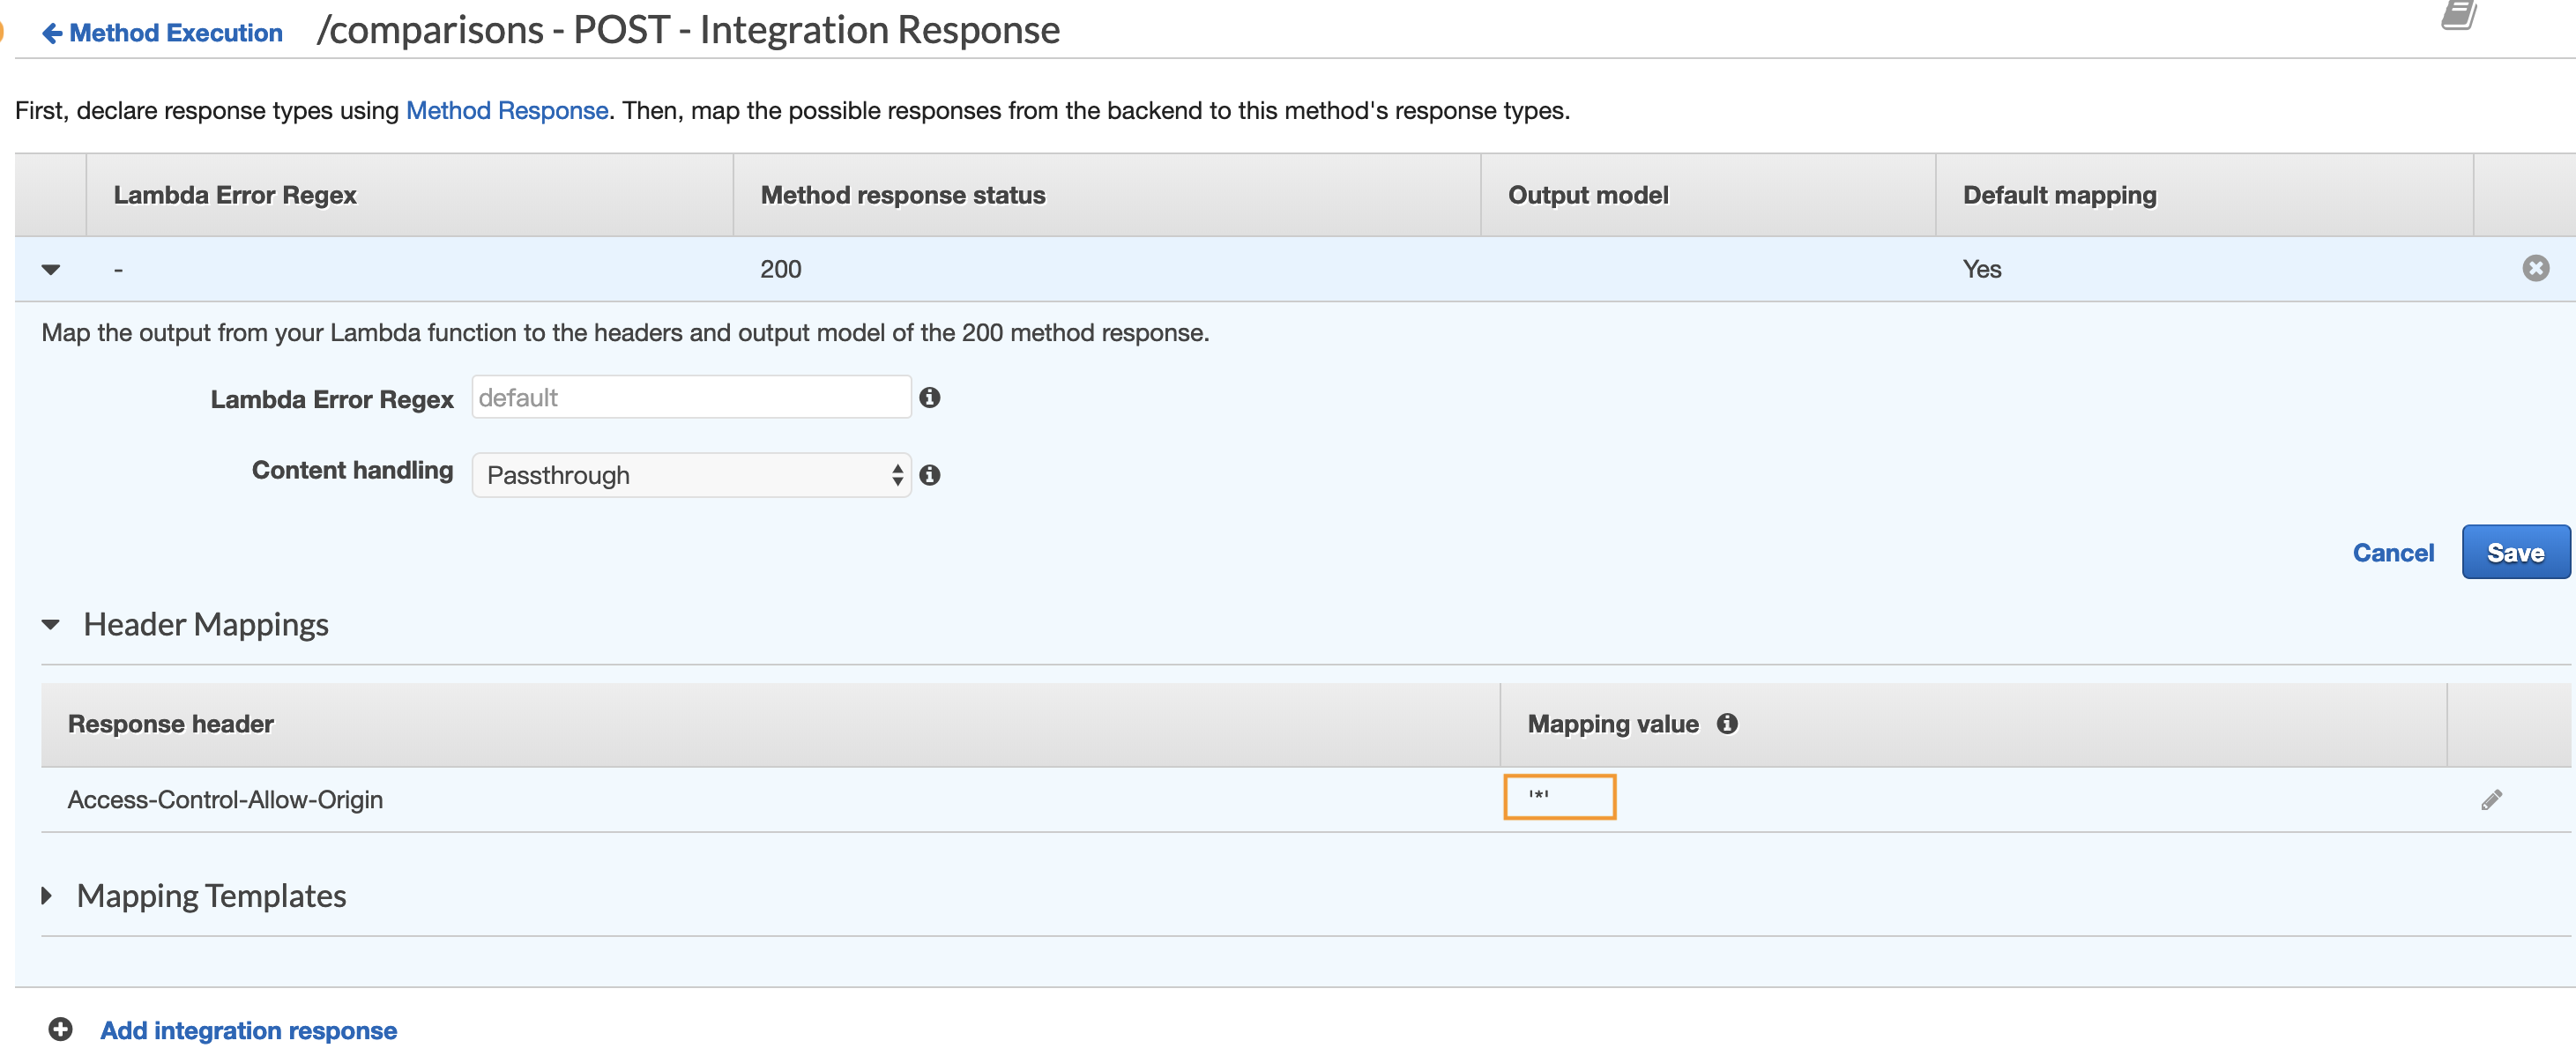 Method Execution /comparisons - POST - Integration Response
First, declare response types using Method Response. Then, map the possible responses from the backend to this method's response types.
Lambda Error Regex Method response status Output model Default mapping
- 200 Yes
Map the output from your Lambda function to the headers and output model of the 200 method response.
Lambda Error Regex default
Content handling Passthrough
Cancel Save
Header Mappings
Response header Mapping value
Access-Control-Allow-Origin '*'
Mapping Templates
Add integration response